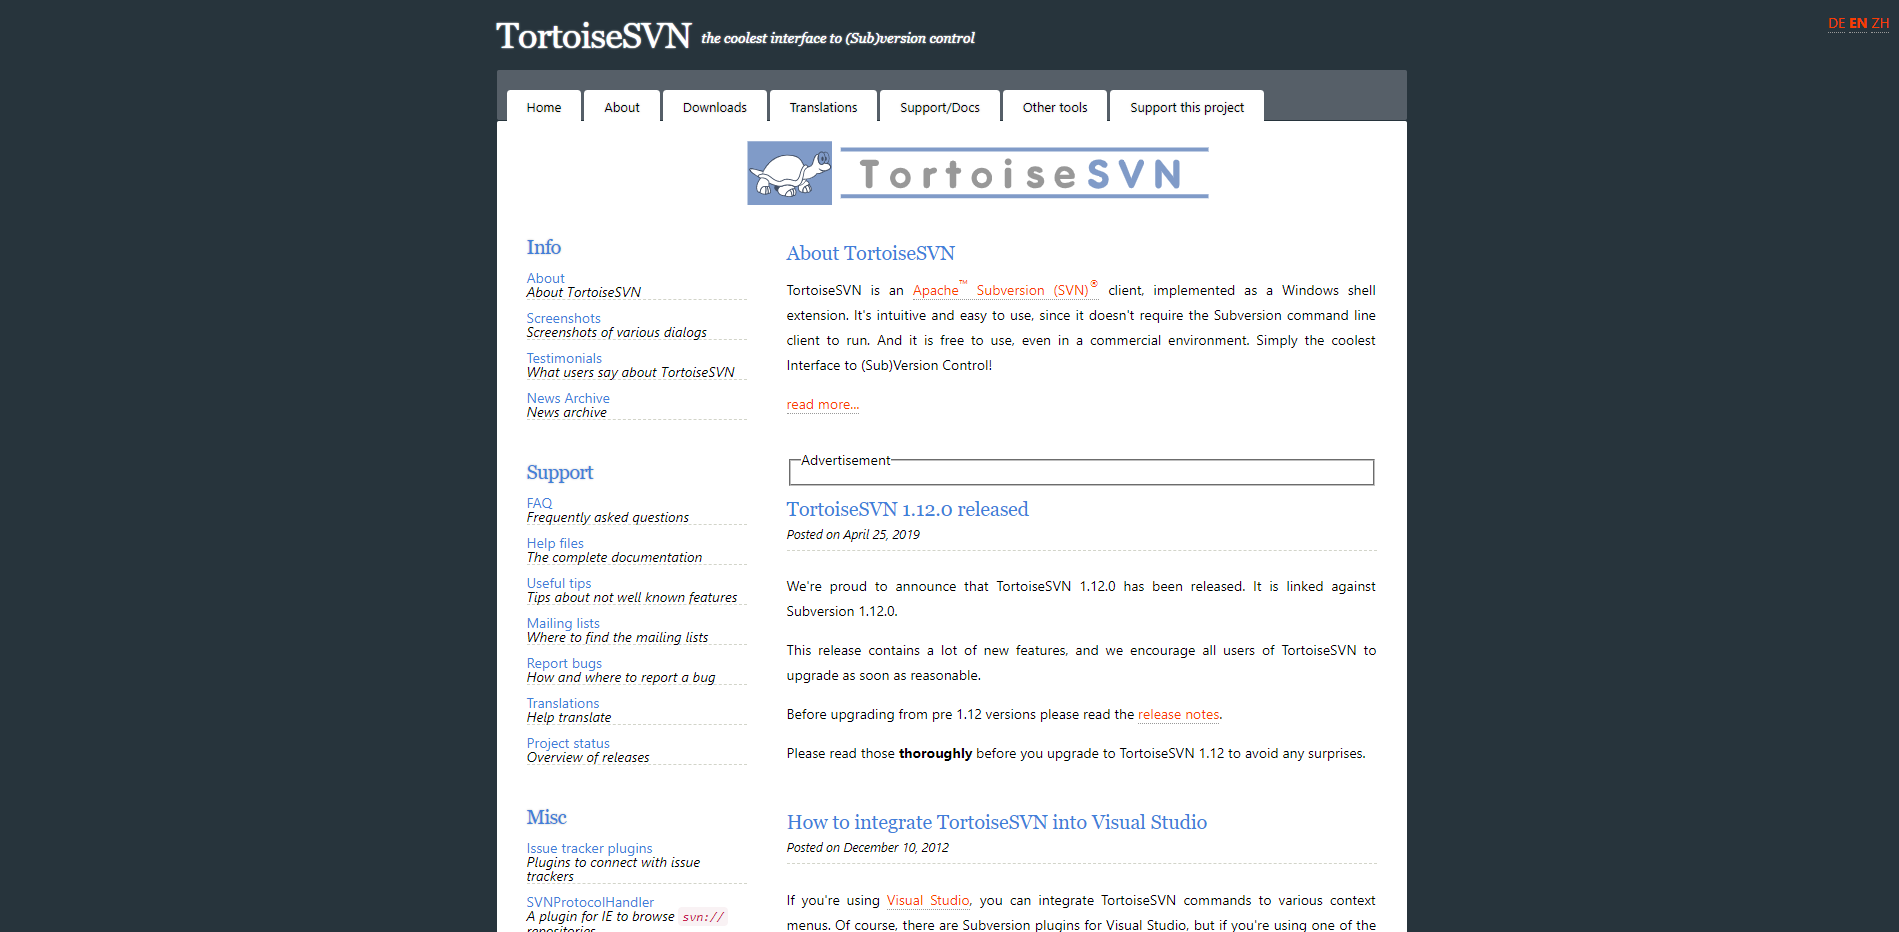 TortoiseSVN the coolest interface to (Sub)version control
DE EN ZH
Home About Downloads Translations Support/Docs Other tools Support this project
TortoiseSVN
Info
About
About TortoiseSVN
Screenshots
Screenshots of various dialogs
Testimonials
What users say about TortoiseSVN
News Archive
News archive
Support
FAQ
Frequently asked questions
Help files
The complete documentation
Useful tips
Tips about not well known features
Mailing lists
Where to find the mailing lists
Report bugs
How and where to report a bug
Translations
Help translate
Project status
Overview of releases
Misc
Issue tracker plugins
Plugins to connect with issue
trackers
SVNProtocolHandler
A plugin for IE to browse svn://
repositories
About TortoiseSVN
TortoiseSVN is an Apache™ Subversion (SVN)® client, implemented as a Windows shell
extension. It's intuitive and easy to use, since it doesn't require the Subversion command line
client to run. And it is free to use, even in a commercial environment. Simply the coolest
Interface to (Sub)Version Control!
read more...
Advertisement
TortoiseSVN 1.12.0 released
Posted on April 25, 2019
We're proud to announce that TortoiseSVN 1.12.0 has been released. It is linked against
Subversion 1.12.0.
This release contains a lot of new features, and we encourage all users of TortoiseSVN to
upgrade as soon as reasonable.
Before upgrading from pre 1.12 versions please read the release notes.
Please read those thoroughly before you upgrade to TortoiseSVN 1.12 to avoid any surprises.
How to integrate TortoiseSVN into Visual Studio
Posted on December 10, 2012
If you're using Visual Studio, you can integrate TortoiseSVN commands to various context
menus. Of course, there are Subversion plugins for Visual Studio, but if you're using one of the